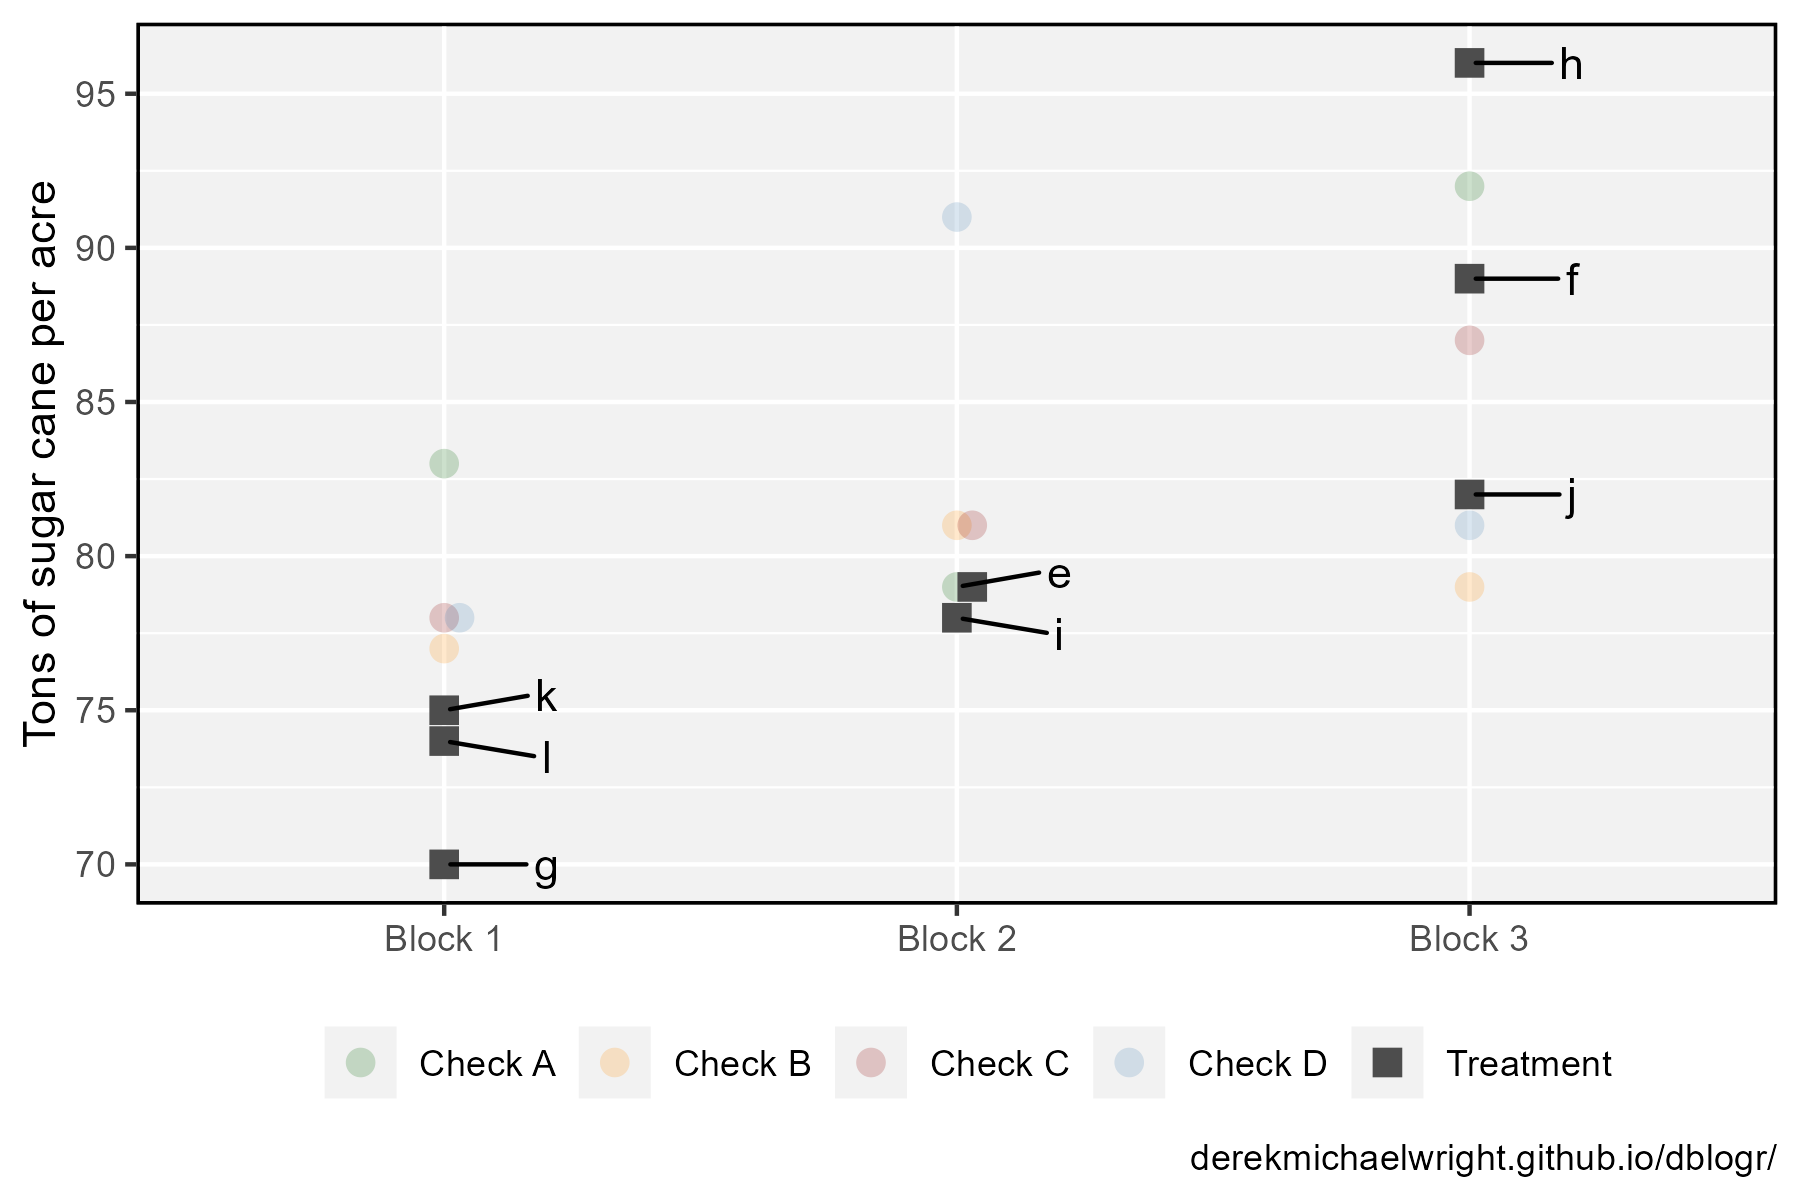 Tons of sugar cane per acre
95
90
85
80
75
70
h
f
j
e
i
k
l
g
Block 1 Block 2 Block 3
Check A Check B Check C Check D Treatment
derekmichaelwright.github.io/dblogr/